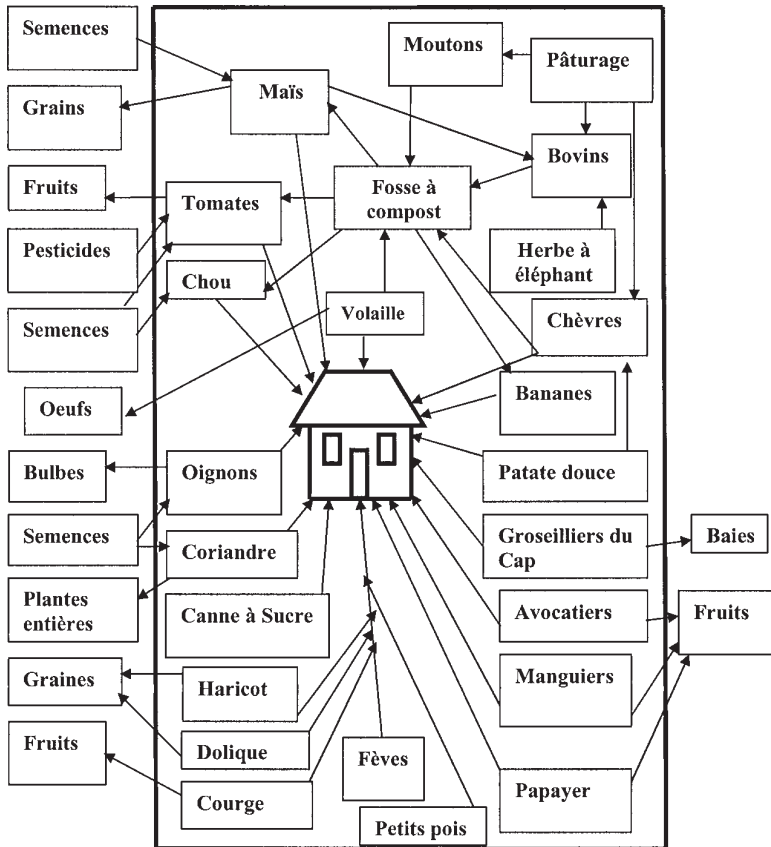 Semences
Moutons
Pâturage
Maïs
Grains
Bovins
Fruits
Tomates
Fosse à
compost
Pesticides
Herbe à
éléphant
Chou
Semences
Volaille
Chèvres
Oeufs
Bananes
Bulbes
Oignons
Patate douce
Semences
Coriandre
Groseilliers du
Cap
Baies
Plantes
entières
Canne à Sucre
Avocatiers
Fruits
Graines
Haricot
Manguiers
Fruits
Dolique
Fèves
Courge
Papayer
Petits pois